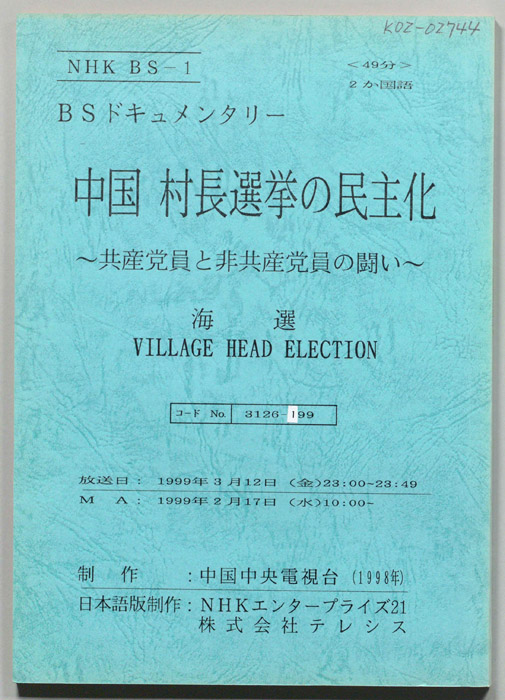 K02-02744
NHK BS-1
<49分>
2か国語
BSドキュメンタリー
中国 村長選挙の民主化
～共産党員と非共産党員の闘い～
海 選
VILLAGE HEAD ELECTION
コード No. 3126-199
放送日： 1999年3月12日 (金)23:00~23:49
M A： 1999年2月17日 (水)10:00~
制 作 ：中国中央電視台(1998年)
日本語版制作：NHKエンタープライズ21
株式会社テレシス